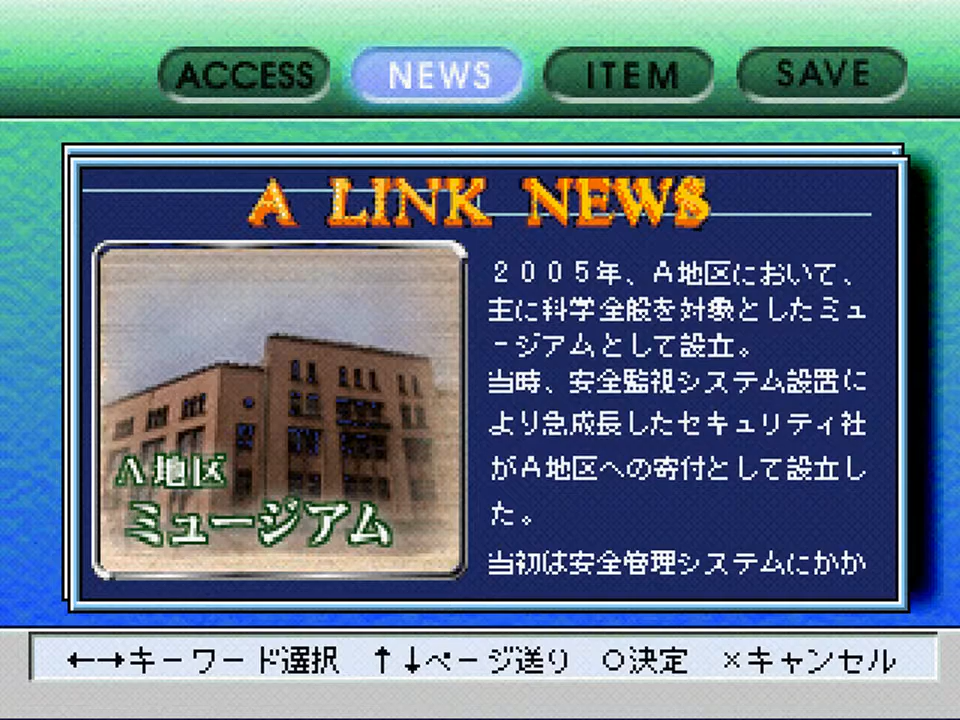 ACCESS NEWS ITEM SAVE
A LINK NEWS
A地区
ミュージアム
2005年、A地区において、
主に科学全般を対象としたミュ
ージアムとして設立。
当時、安全監視システム設置に
より急成長したセキュリティ社
がA地区への寄付として設立し
た。
当初は安全管理システムにかか
←→キーワード選択 ↑↓ページ送り ○決定 ×キャンセル